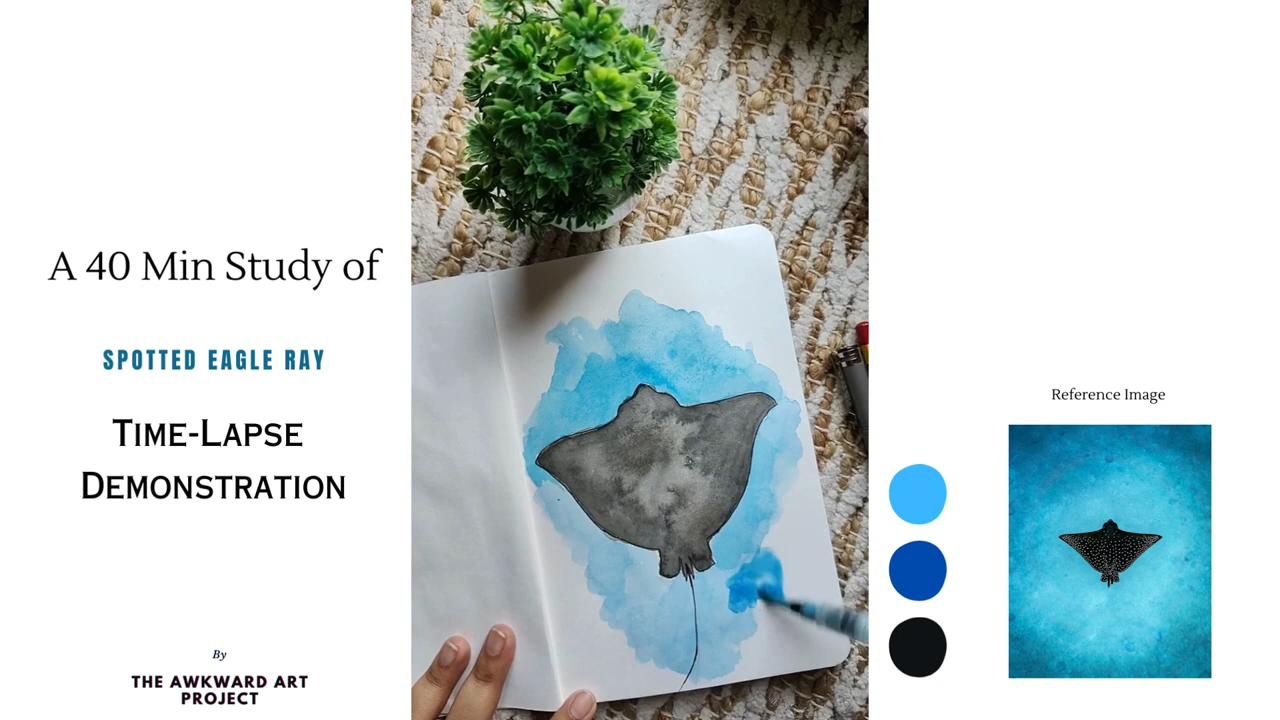 A 40 Min Study of
SPOTTED EAGLE RAY
TIME-LAPSE
DEMONSTRATION
By
THE AWKWARD ART
PROJECT
Reference Image